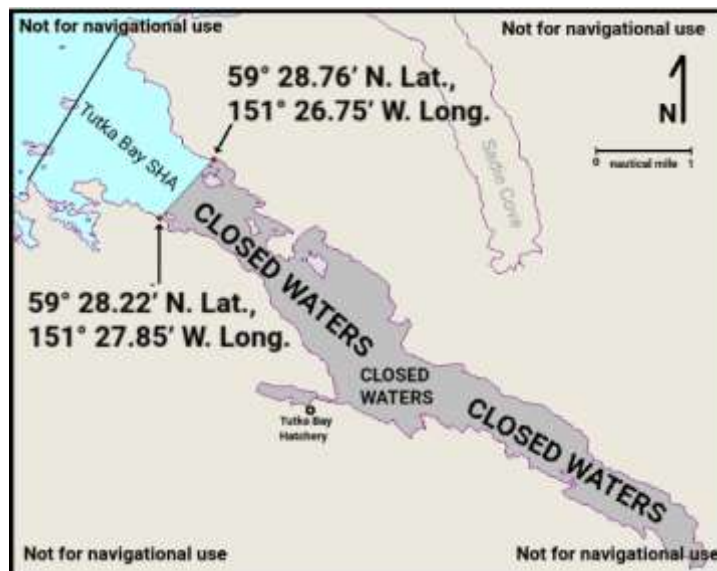 Not for navigational use
Not for navigational use
59° 28.76’ N. Lat.,
151° 26.75’ W. Long.
N
0 nautical mile 1
Tutka Bay SHA
Sadie Cove
CLOSED WATERS
59° 28.22’ N. Lat.,
151° 27.85’ W. Long.
CLOSED
WATERS
Tutka Bay
Hatchery
CLOSED WATERS
Not for navigational use
Not for navigational use